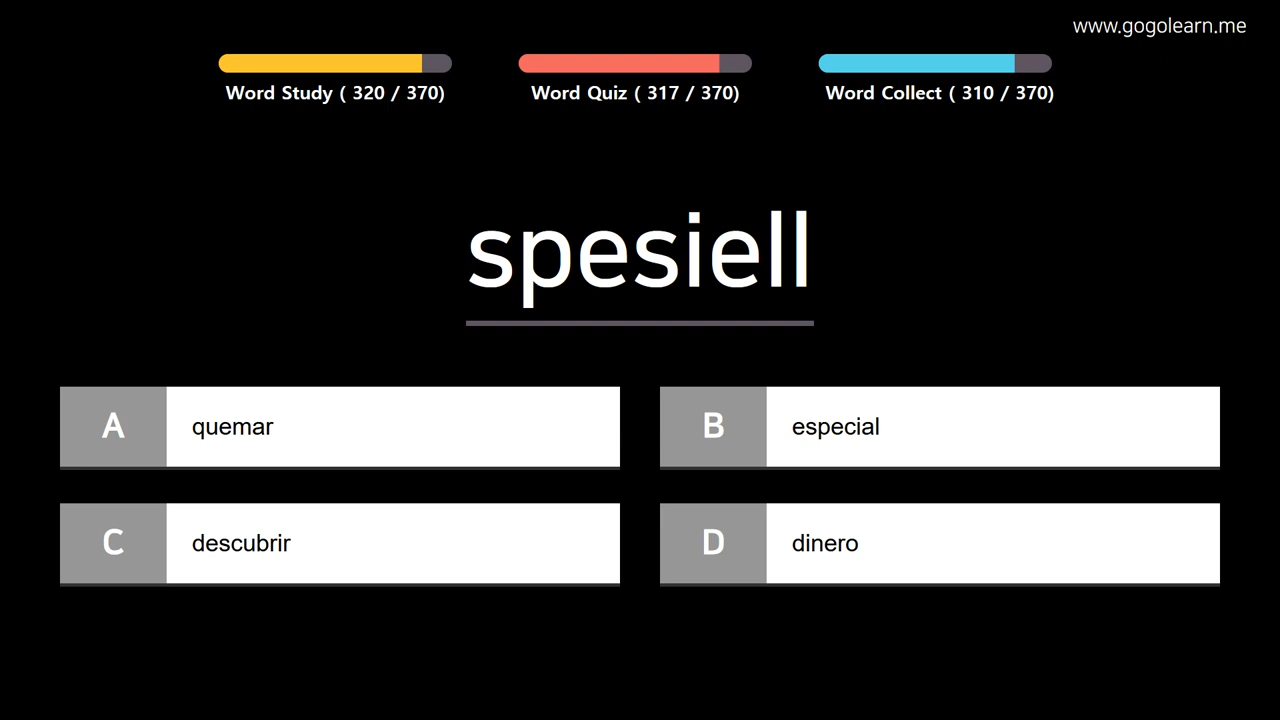 www.gogolearn.me
Word Study ( 320 / 370)
Word Quiz ( 317 / 370)
Word Collect ( 310 / 370)
spesiell
A
quemar
B
especial
C
descubrir
D
dinero